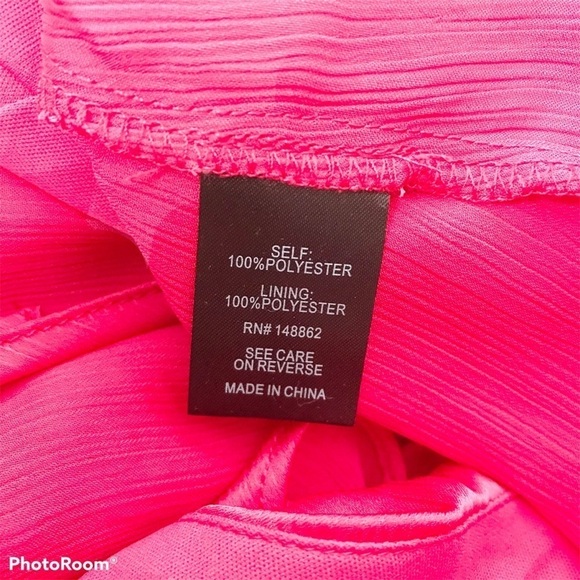 SELF:
100%POLYESTER
LINING:
100%POLYESTER
RN# 148862
SEE CARE
ON REVERSE
MADE IN CHINA
PhotoRoom®